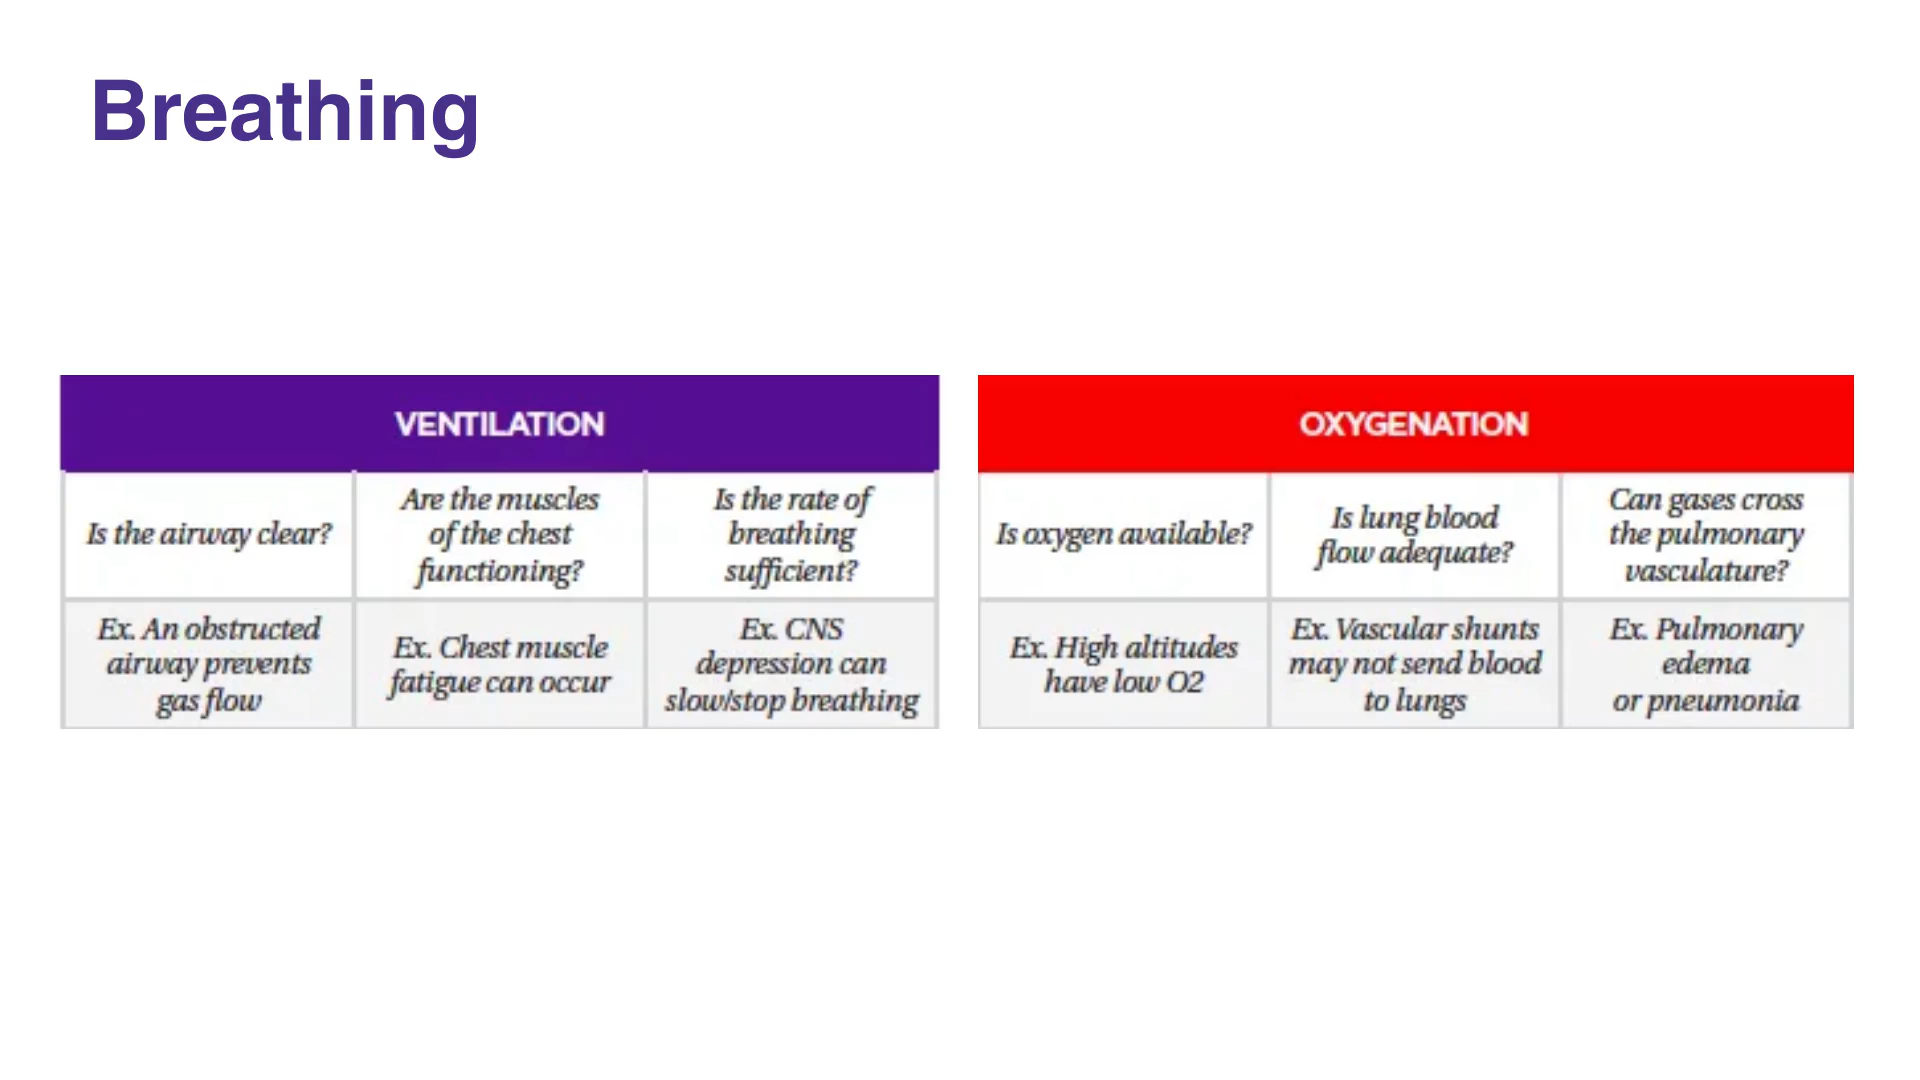 Breathing
VENTILATION
Is the airway clear?
Are the muscles
of the chest
functioning?
Is the rate of
breathing
sufficient?
Ex. An obstructed
airway prevents
gas flow
Ex. Chest muscle
fatigue can occur
Ex. CNS
depression can
slow/stop breathing
OXYGENATION
Is oxygen available?
Is lung blood
flow adequate?
Can gases cross
the pulmonary
vasculature?
Ex. High altitudes
have low O2
Ex. Vascular shunts
may not send blood
to lungs
Ex. Pulmonary
edema
or pneumonia